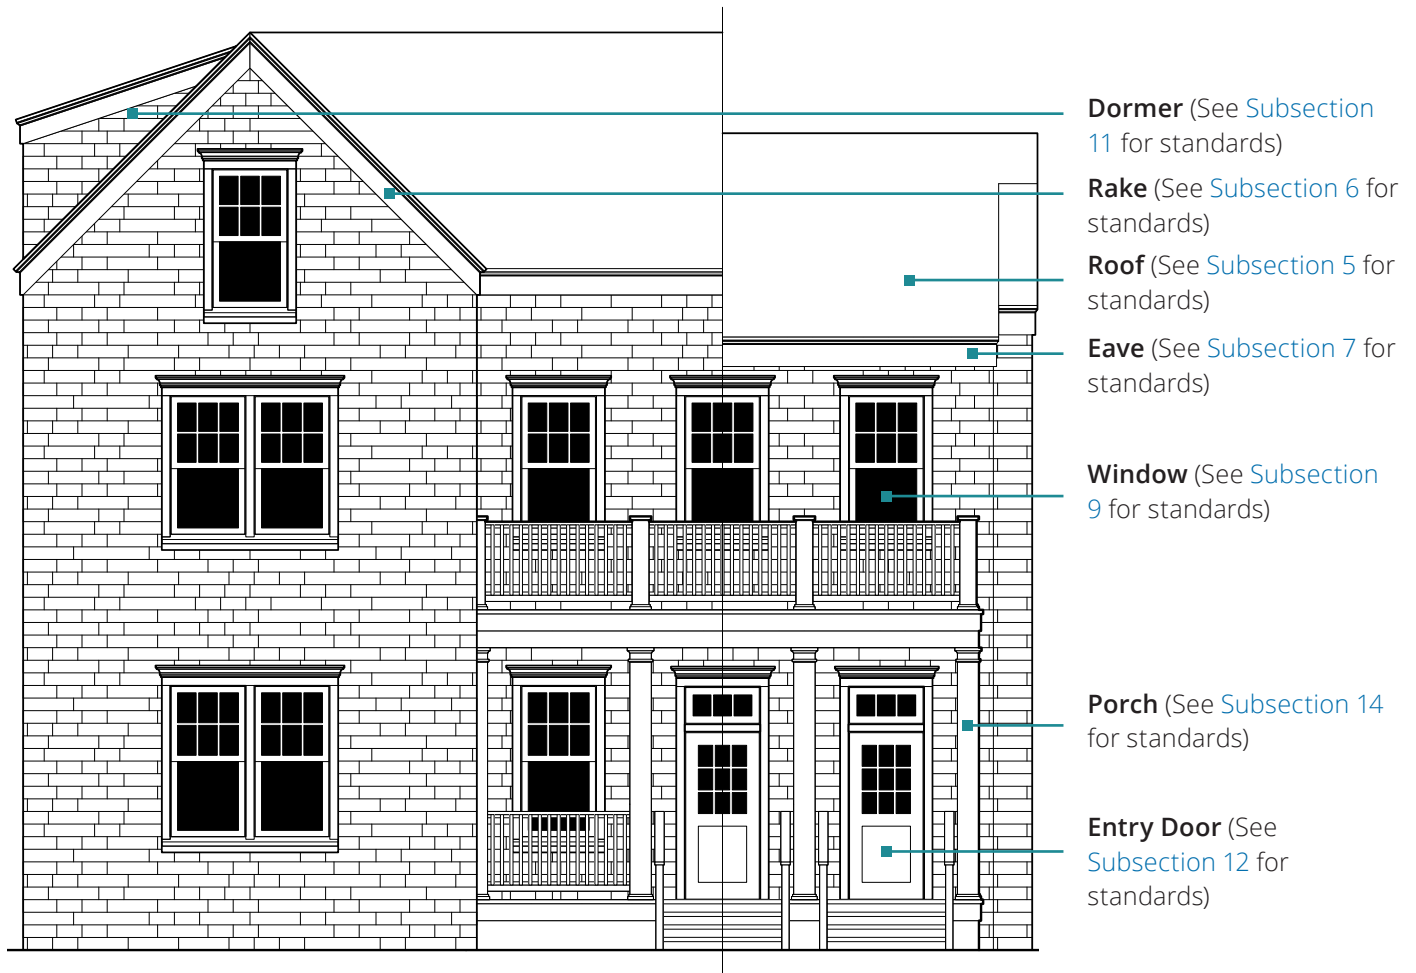 Dormer (See Subsection
11 for standards)
Rake (See Subsection 6 for
standards)
Roof (See Subsection 5 for
standards)
Eave (See Subsection 7 for
standards)
Window (See Subsection
9 for standards)
Porch (See Subsection 14
for standards)
Entry Door (See
Subsection 12 for
standards)